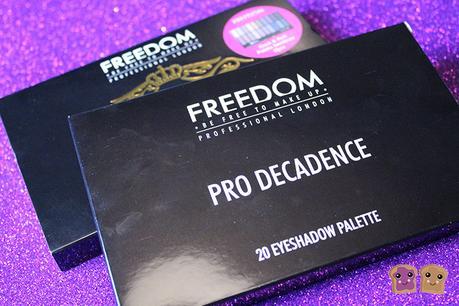 FREEDOM
PROFESSIONAL LONDON
FREEDOM
• BE FREE TO MAKE UP •
PROFESSIONAL LONDON
PRO DECADENCE
20 EYESHADOW PALETTE